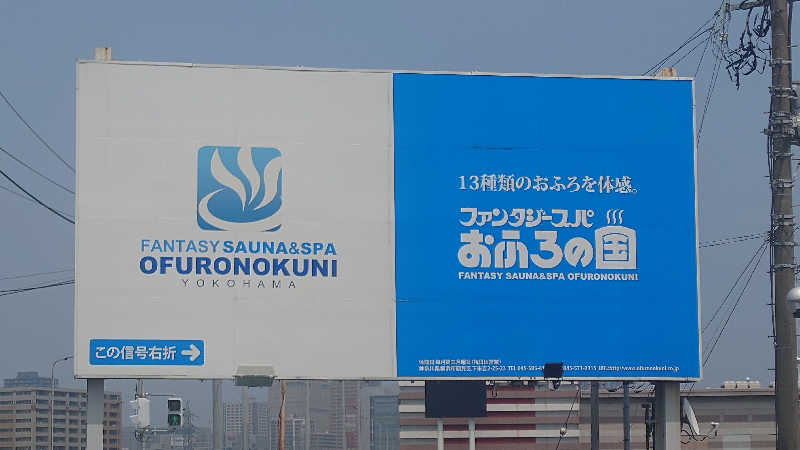 FANTASY SAUNA&SPA
OFURONOKUNI
YOKOHAMA
この信号右折
13種類のおふろを体感。
ファンタジースパ
おふろの国
FANTASY SAUNA&SPA OFURONOKUNI